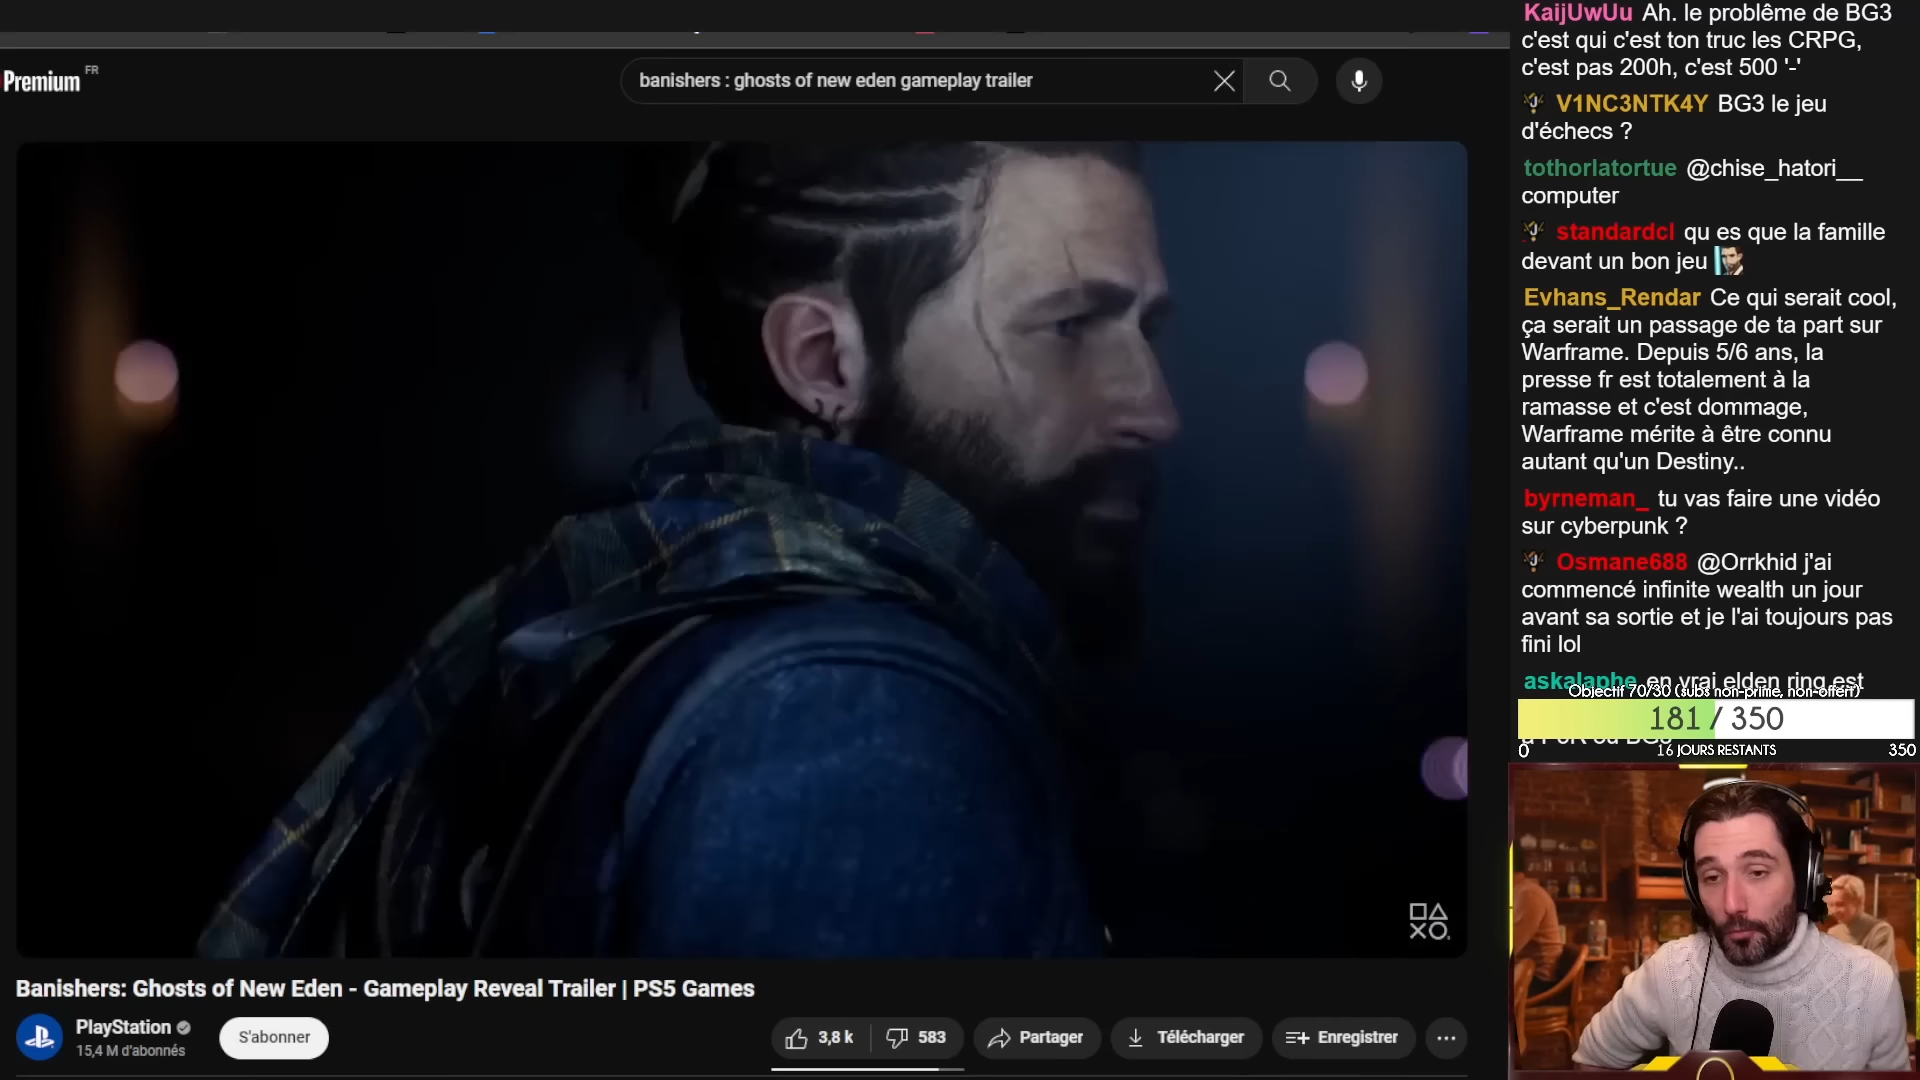 Premium FR
banishers : ghosts of new eden gameplay trailer
Banishers: Ghosts of New Eden - Gameplay Reveal Trailer | PS5 Games
PlayStation
15,4 M d'abonnés
S'abonner
3,8 k
583
Partager
Télécharger
Enregistrer
KaijUwUu Ah. le problême de BG3
c'est qui c'est ton truc les CRPG,
c'est pas 200h, c'est 500 '-'
V1NC3NTK4Y BG3 le jeu
d'échecs ?
tothorlatortue @chise_hatori__
computer
standardcl qu es que la famille
devant un bon jeu
Evhans_Rendar Ce qui serait cool,
ça serait un passage de ta part sur
Warframe. Depuis 5/6 ans, la
presse fr est totalement à la
ramasse et c'est dommage,
Warframe mérite à être connu
autant qu'un Destiny..
byrneman_ tu vas faire une vidéo
sur cyberpunk ?
Osmane688 @Orrkhid j'ai
commencé infinite wealth un jour
avant sa sortie et je l'ai toujours pas
fini lol
askalaphe en vrai elden ring est
Objectif 70/30 (subs non-prime, non-offert)
181 / 350
0 16 JOURS RESTANTS 350